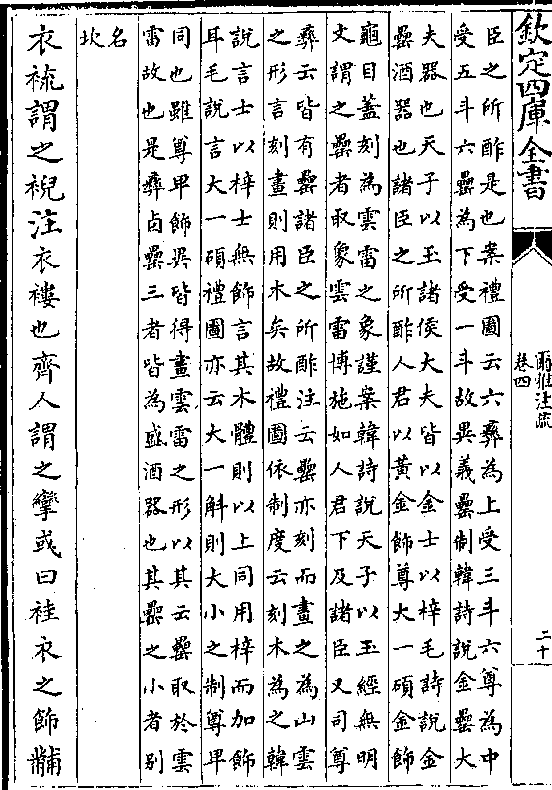 欽定四庫全書
爾雅注疏
卷四
二十
臣之所酢是也案禮圖云六彞為上受三斗六尊為中
受五斗六罍為下受一斗故異義罍制韓詩說金罍大
夫器也天子以玉諸侯大夫皆以金士以梓毛詩說金
罍酒器也諸臣之所酢人君以黄金飾尊大一碩金飾
龜目蓋刻為雲雷之象謹案韓詩說天子以玉經無明
文謂之罍者取象雲雷博施如人君下及諸臣又司尊
彞云皆有罍諸臣之所酢注云罍亦刻而畫之為山雲
之形言刻畫則用木矣故禮圖依制度云刻木為之韓
說言士以梓士無飾言其木體則以上同用梓而加飾
耳毛說言大一碩禮圖亦云大一斛則大小之制尊卑
同也雖尊卑飾異皆得畫雲雷之形以其云罍取於雲
雷故也是彞卣罍三者皆為盛酒器也其罍之小者别
名
坎
衣裗謂之䘽注衣褸也齊人謂之攣或曰袿衣之飾黼